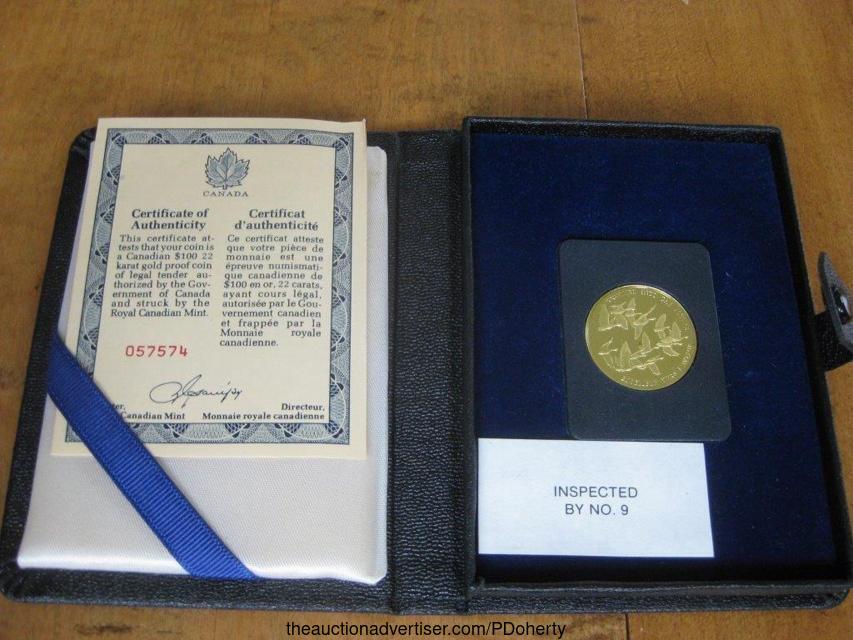 CANADA
Certificate of
Authenticity
This certificate at-
tests that your coin is
a Canadian $100 22
karat gold proof coin
of legal tender au-
thorized by the Gov-
ernment of Canada
and struck by the
Royal Canadian Mint.
Certificat
d'authenticité
Ce certificat atteste
que votre pièce de
monnaie est une
épreuve numismati-
que canadienne de
$100 en or, 22 carats,
ayant cours légal,
autorisée par le Gou-
vernement canadien
et frappée par la
Monnaie royale
canadienne.
057574
Canadian Mint
Directeur,
Monnaie royale canadienne
INSPECTED
BY NO. 9
theauctionadvertiser.com/PDoherty